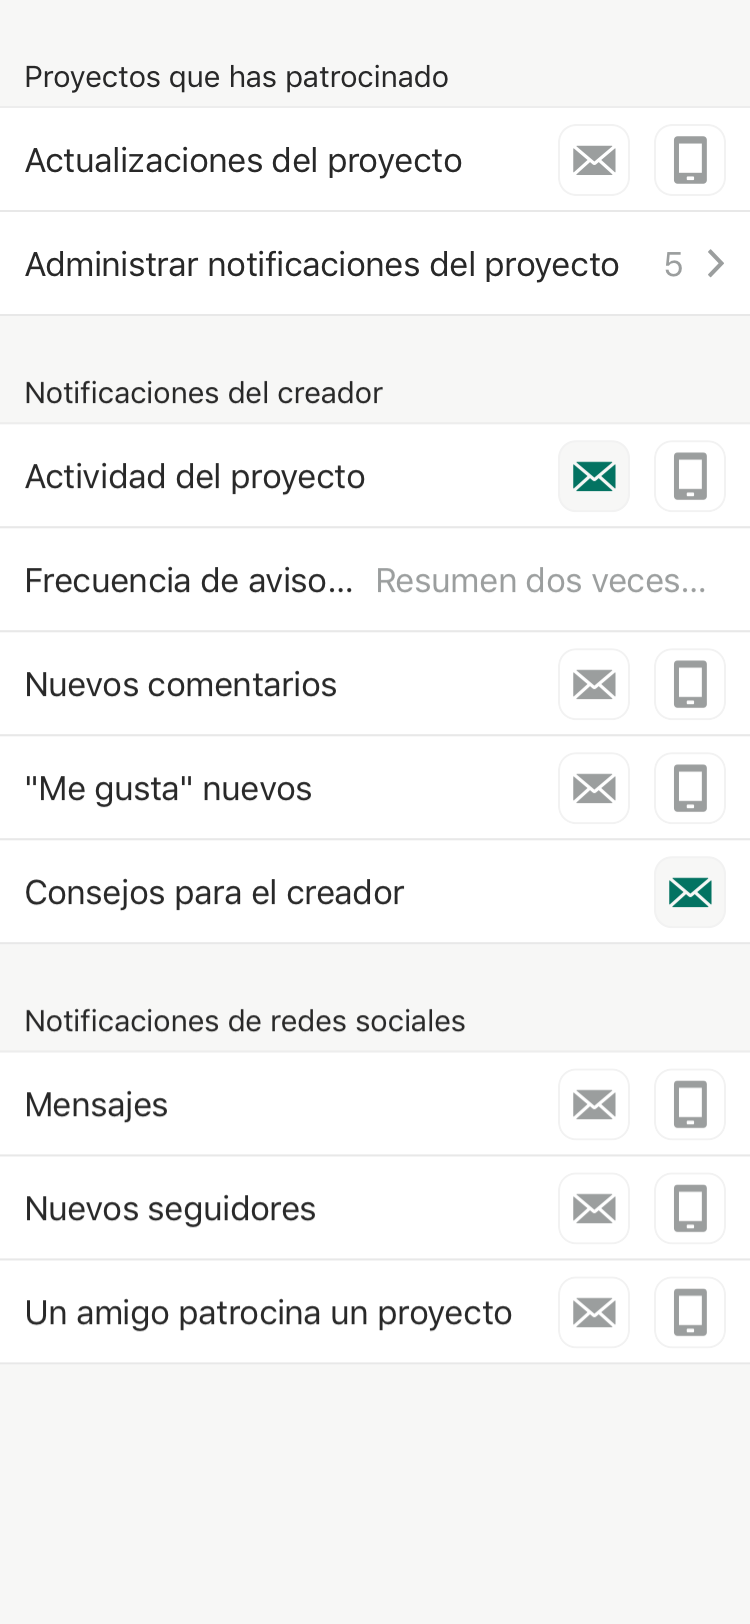 Proyectos que has patrocinado
Actualizaciones del proyecto
Administrar notificaciones del proyecto 5
Notificaciones del creador
Actividad del proyecto
Frecuencia de aviso... Resumen dos veces...
Nuevos comentarios
"Me gusta" nuevos
Consejos para el creador
Notificaciones de redes sociales
Mensajes
Nuevos seguidores
Un amigo patrocina un proyecto